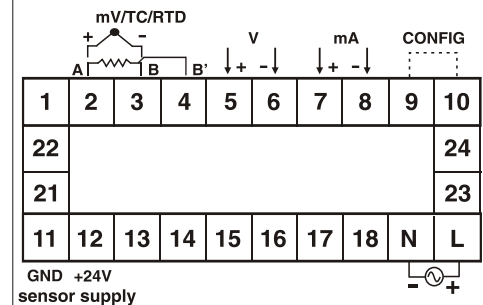 mV/TC/RTD
+ - V mA CONFIG
A B B' + - + -
1 2 3 4 5 6 7 8 9 10
22 24
21 23
11 12 13 14 15 16 17 18 N L
GND +24V - +
sensor supply